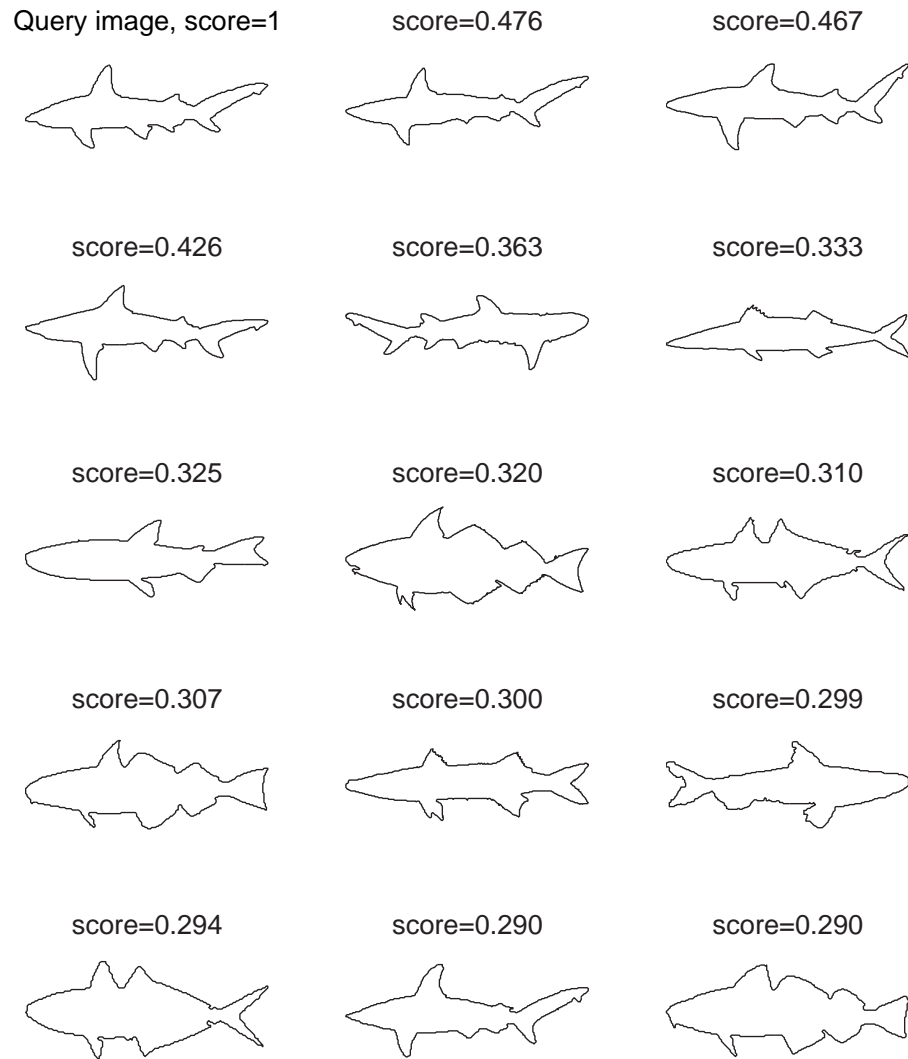 Query image, score=1
score=0.476
score=0.467
score=0.426
score=0.363
score=0.333
score=0.325
score=0.320
score=0.310
score=0.307
score=0.300
score=0.299
score=0.294
score=0.290
score=0.290